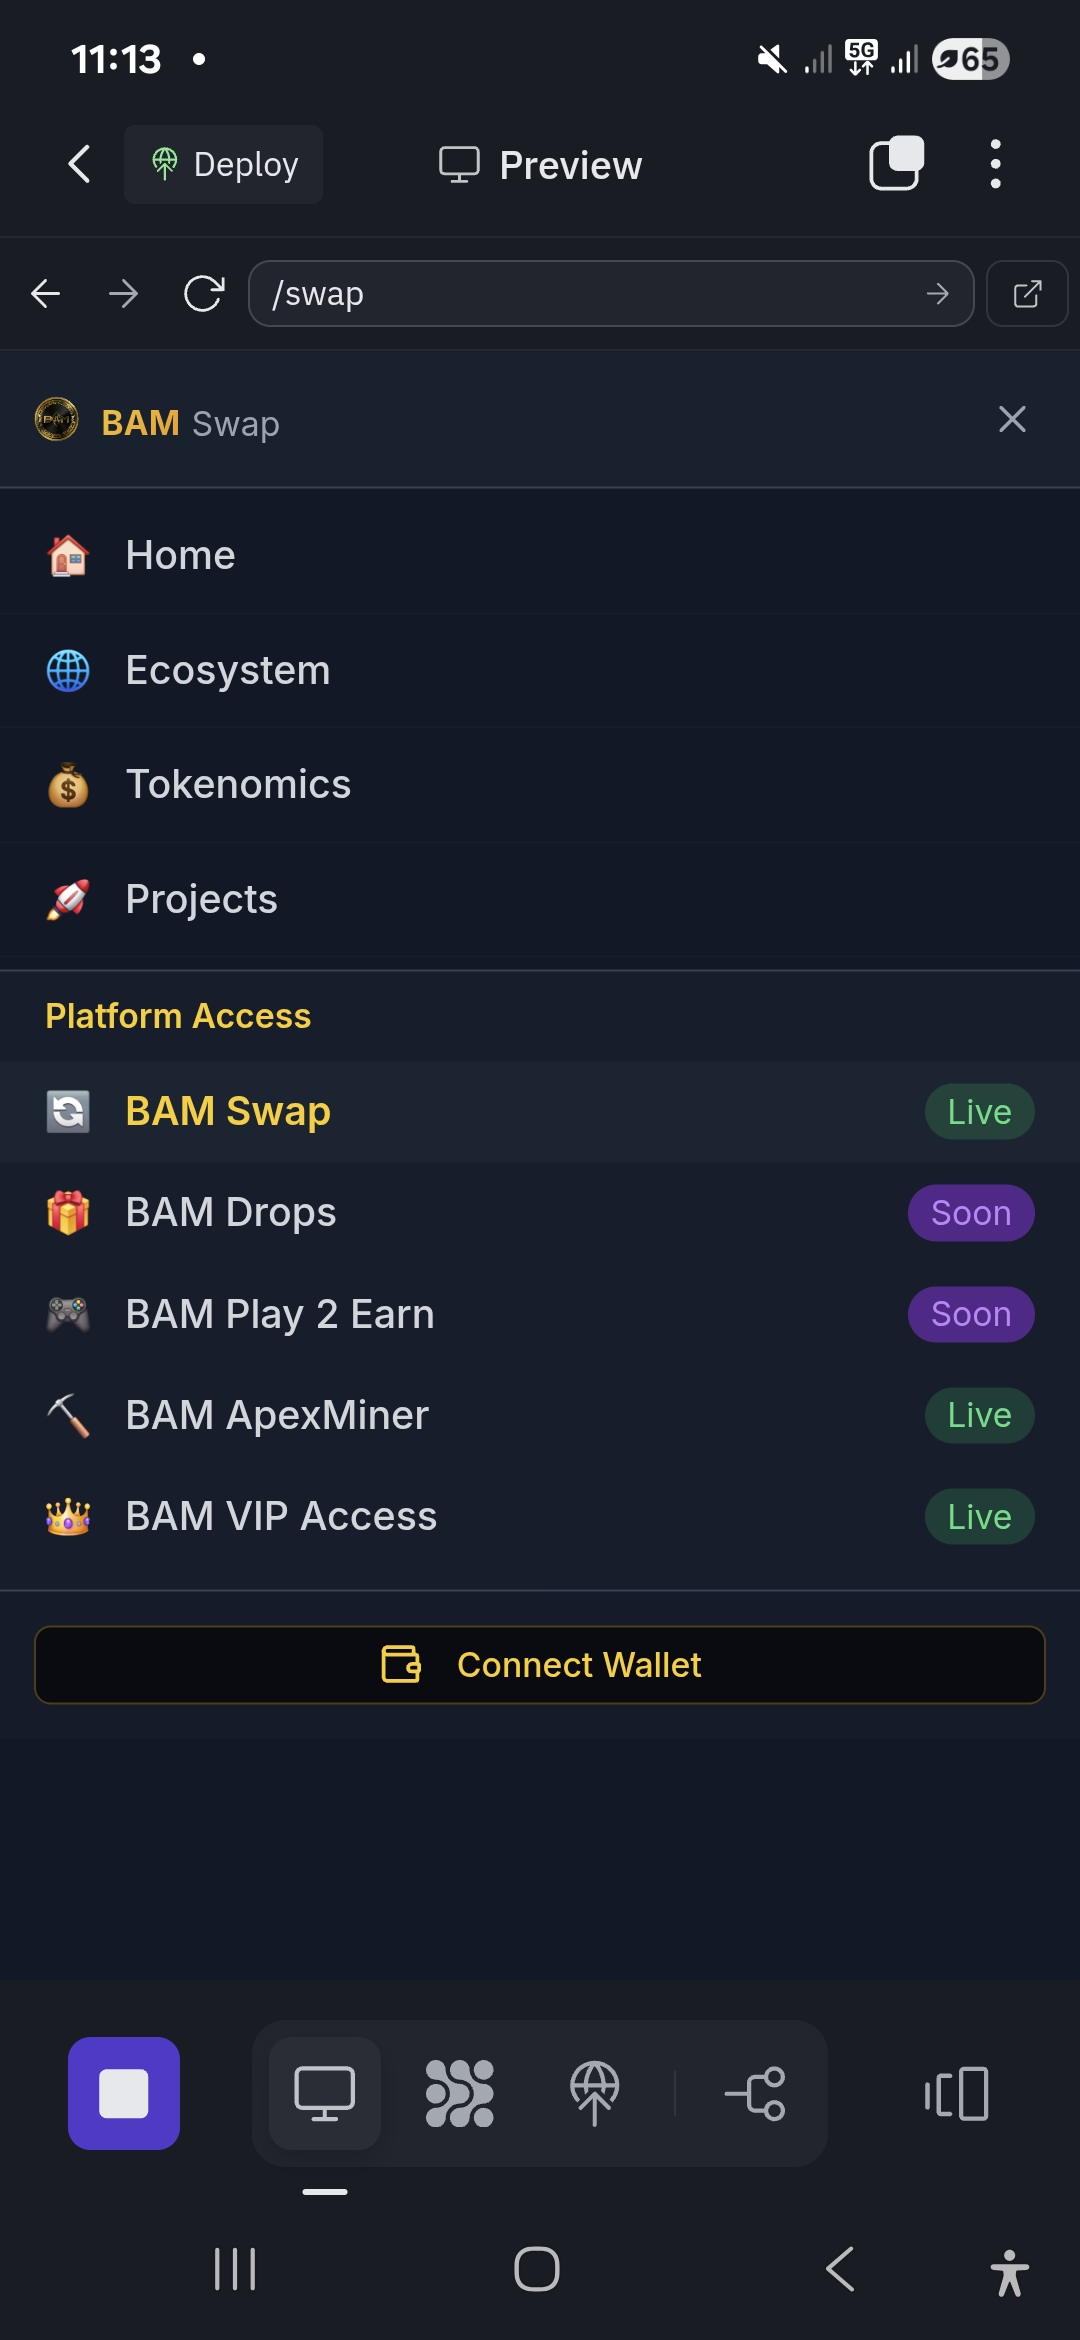 11:13
5G
65
Deploy
Preview
/swap
BAM Swap
Home
Ecosystem
Tokenomics
Projects
Platform Access
BAM Swap Live
BAM Drops Soon
BAM Play 2 Earn Soon
BAM ApexMiner Live
BAM VIP Access Live
Connect Wallet